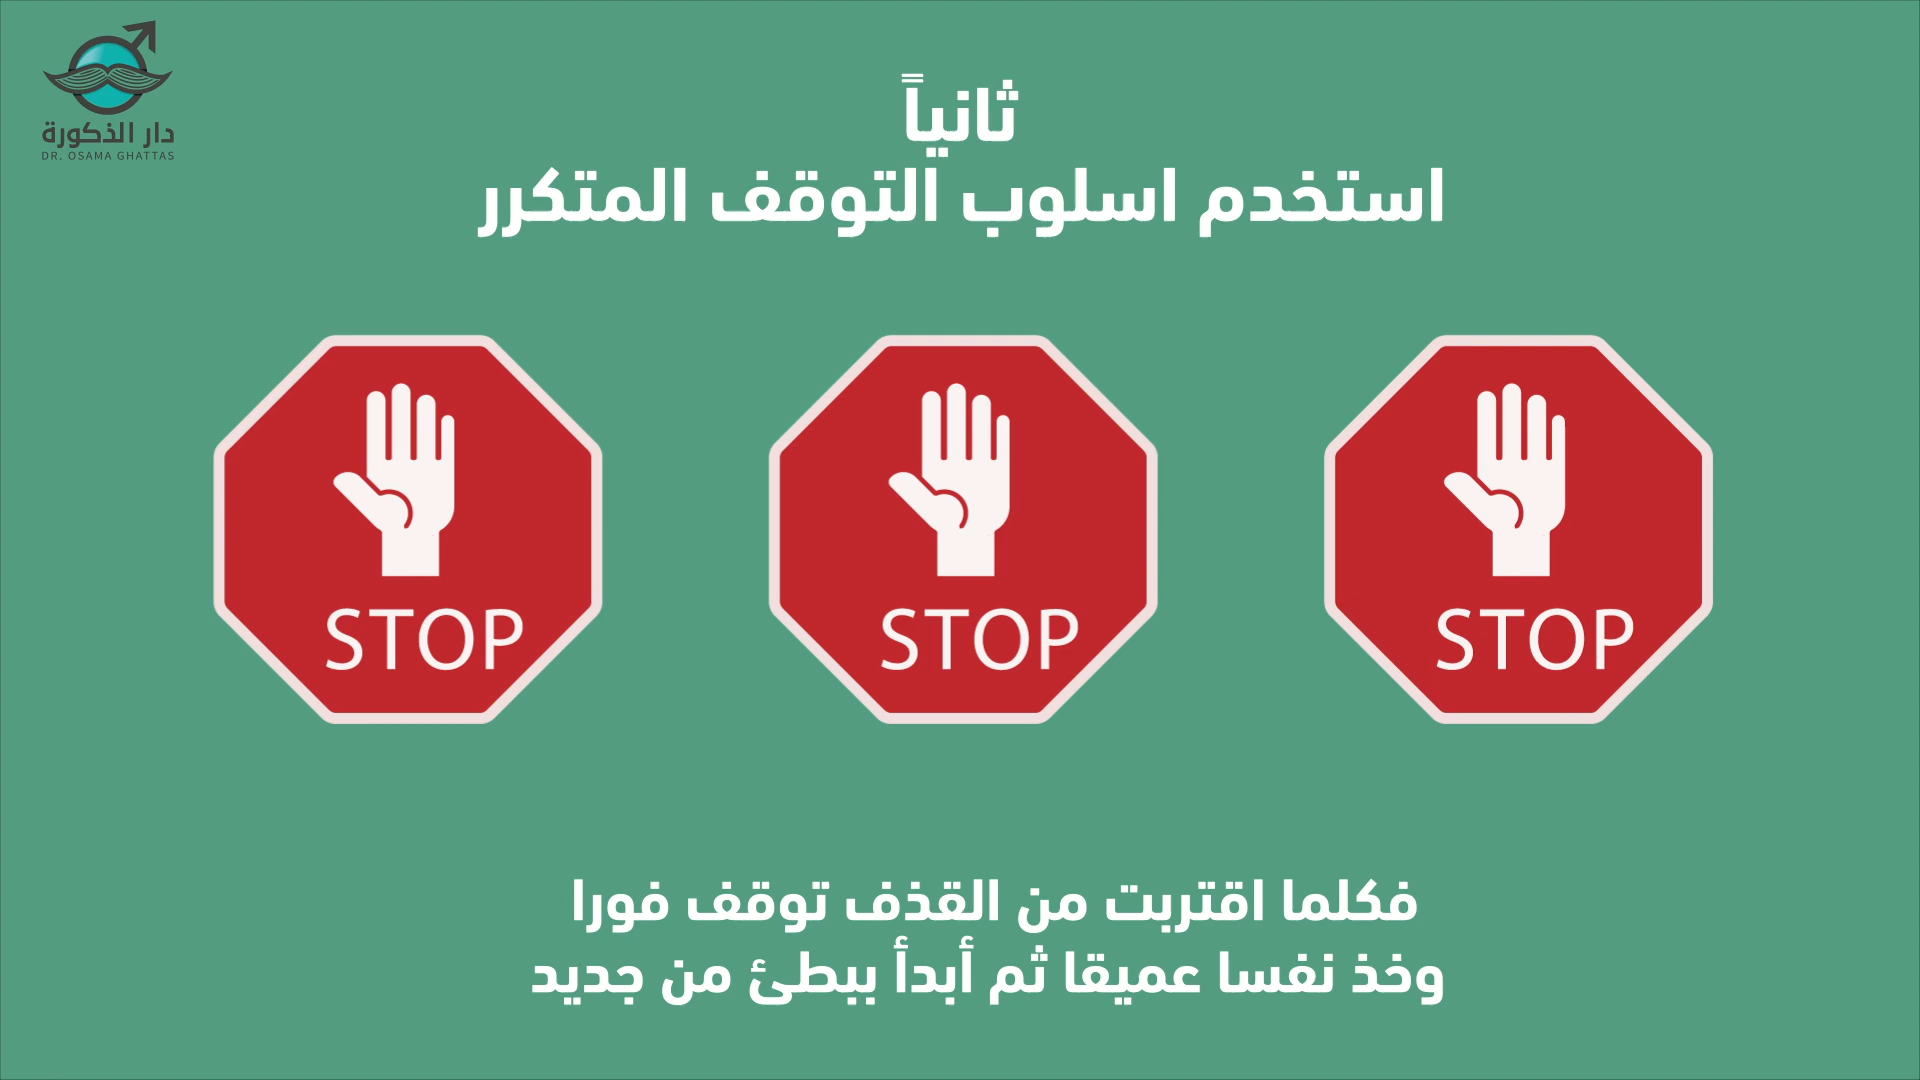 دار الذكورة
DR. OSAMA GHATTAS
ثانياً
استخدم اسلوب التوقف المتكرر
STOP
STOP
STOP
فكلما اقتربت من القذف توقف فورا
وخذ نفسا عميقا ثم أبدأ ببطئ من جديد